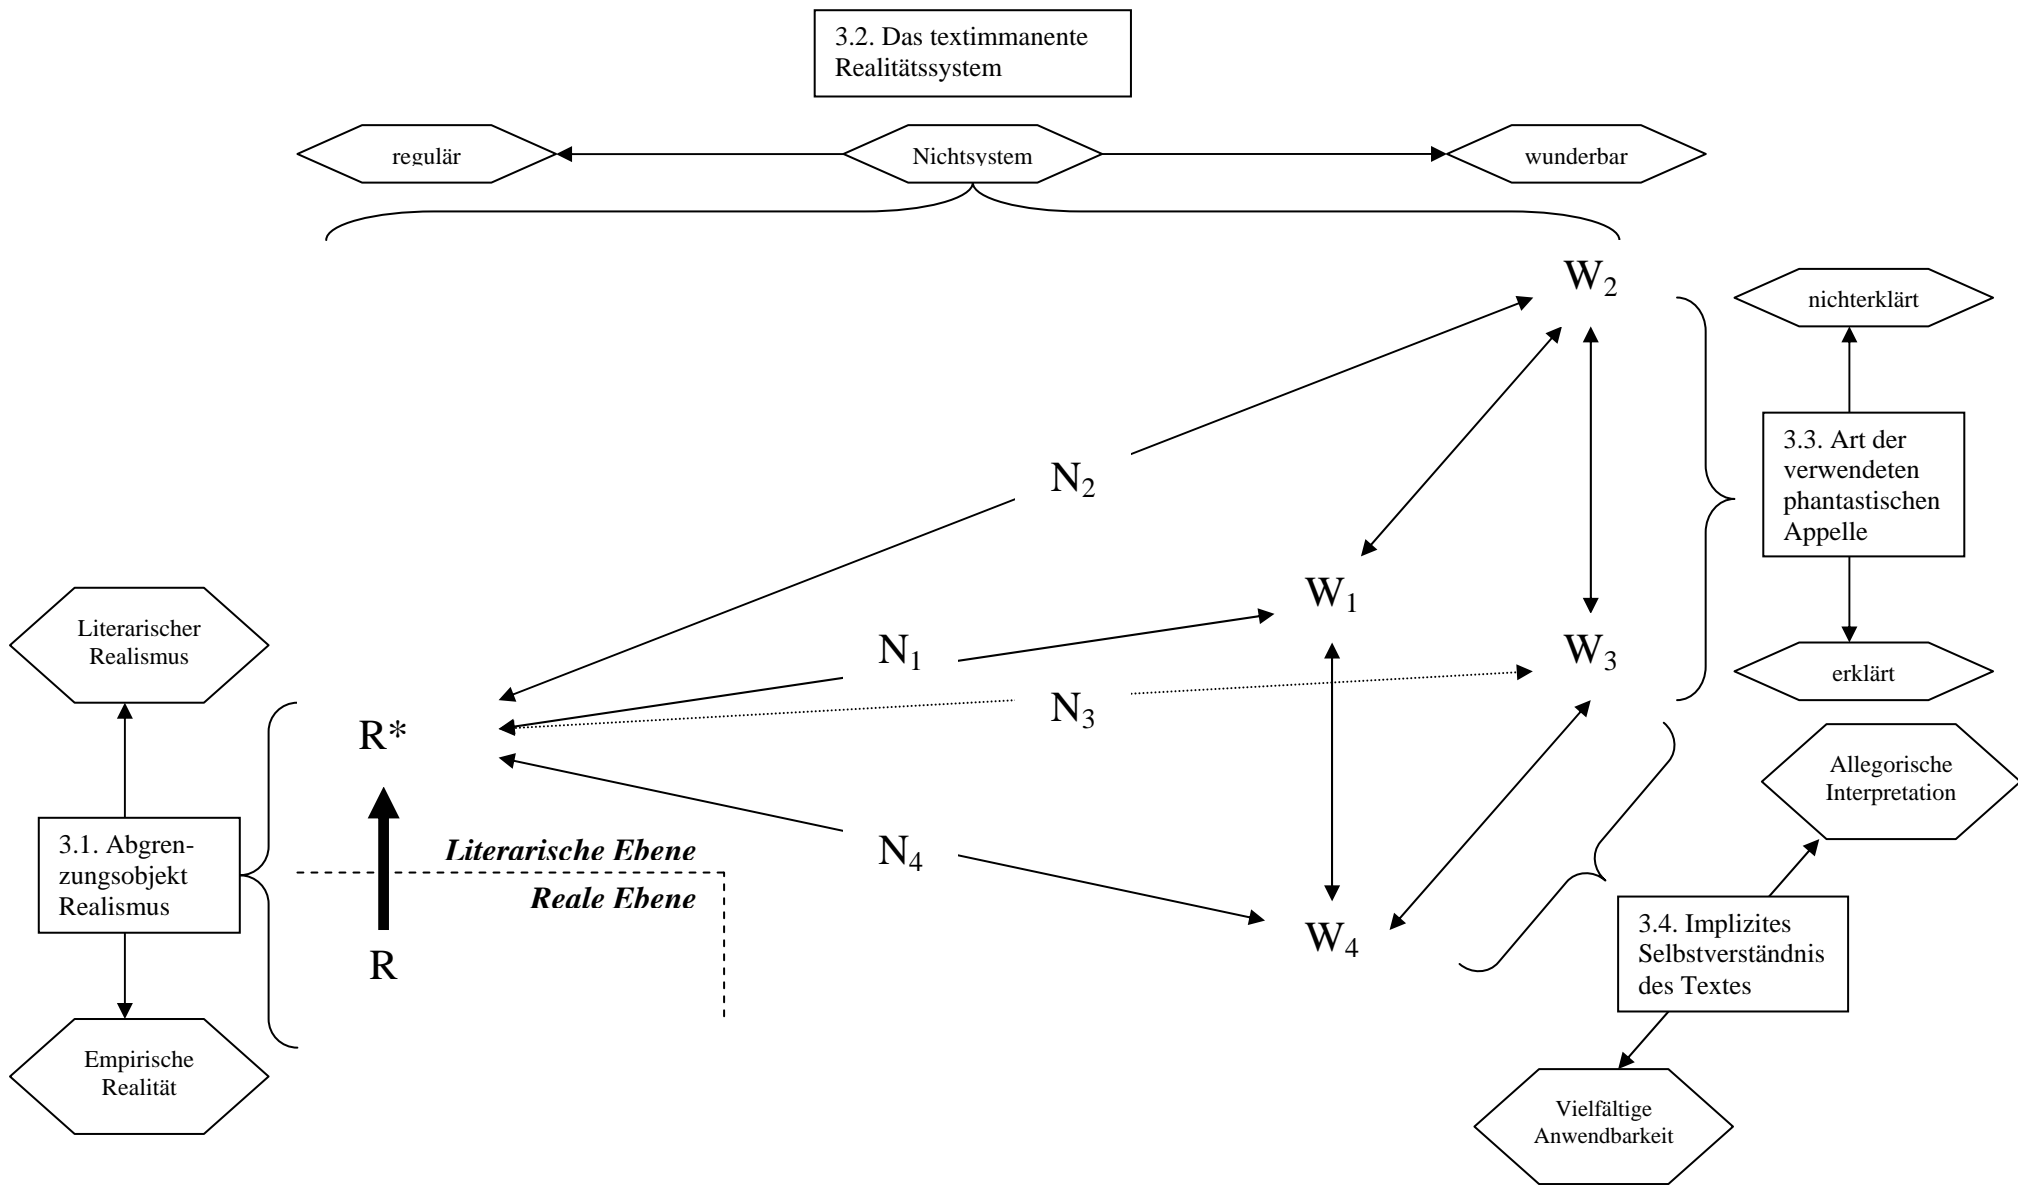 3.2. Das textimmanente
Realitätssystem
regulär
Nichtsystem
wunderbar
W₂
nichterklärt
3.3. Art der
verwendeten
phantastischen
Appelle
N₂
W₁
Literarischer
Realismus
N₁
W₃
erklärt
N₃
R*
Allegorische
Interpretation
3.1. Abgren-
zungsobjekt
Realismus
Literarische Ebene
Reale Ebene
N₄
W₄
3.4. Implizites
Selbstverständnis
des Textes
R
Empirische
Realität
Vielfältige
Anwendbarkeit